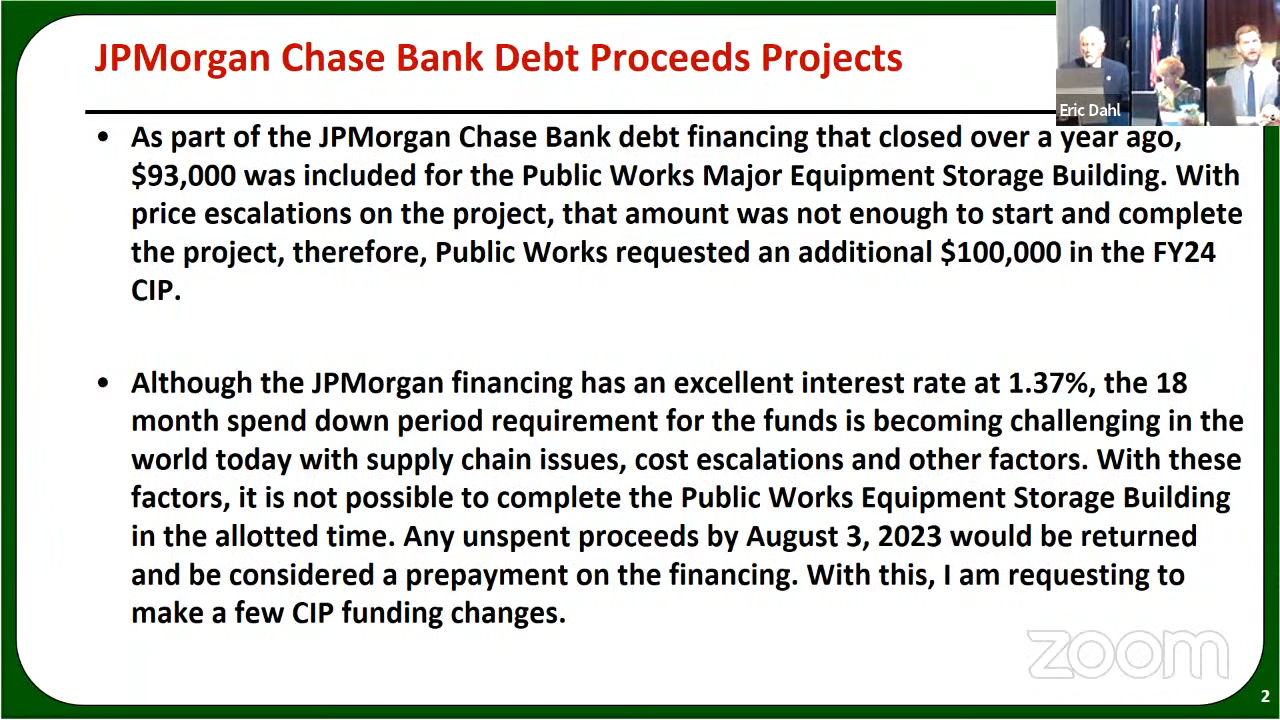 JPMorgan Chase Bank Debt Proceeds Projects
Eric Dahl
• As part of the JPMorgan Chase Bank debt financing that closed over a year ago,
$93,000 was included for the Public Works Major Equipment Storage Building. With
price escalations on the project, that amount was not enough to start and complete
the project, therefore, Public Works requested an additional $100,000 in the FY24
CIP.
• Although the JPMorgan financing has an excellent interest rate at 1.37%, the 18
month spend down period requirement for the funds is becoming challenging in the
world today with supply chain issues, cost escalations and other factors. With these
factors, it is not possible to complete the Public Works Equipment Storage Building
in the allotted time. Any unspent proceeds by August 3, 2023 would be returned
and be considered a prepayment on the financing. With this, I am requesting to
make a few CIP funding changes.
zoom
2